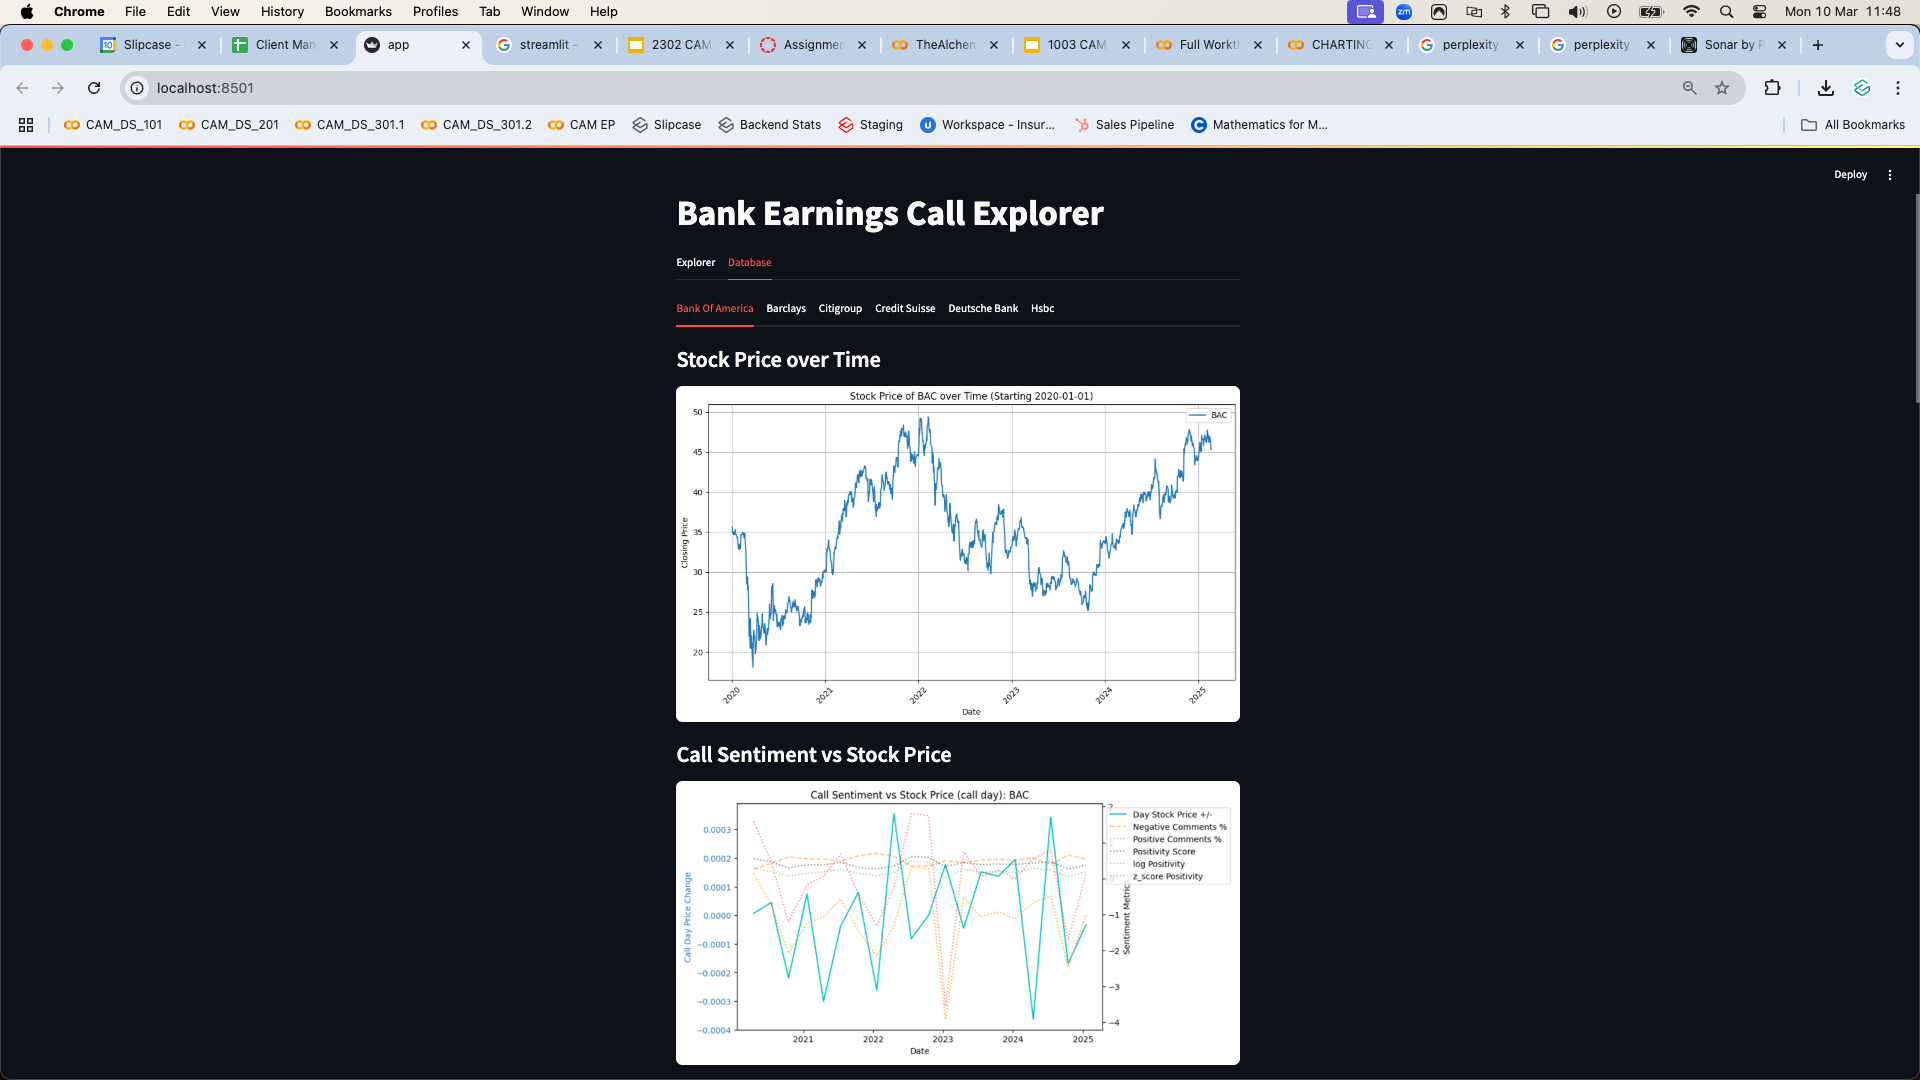 Chrome File Edit View History Bookmarks Profiles Tab Window Help Mon 10 Mar 11:48
Slipcase - Client Man app streamlit - 2302 CAM Assignmen TheAlchen 1003 CAM Full Workfl CHARTING perplexity perplexity Sonar by P
localhost:8501
CAM_DS_101 CAM_DS_201 CAM_DS_301.1 CAM_DS_301.2 CAM EP Slipcase Backend Stats Staging Workspace - Insur... Sales Pipeline Mathematics for M... All Bookmarks
Deploy
Bank Earnings Call Explorer
Explorer Database
Bank Of America Barclays Citigroup Credit Suisse Deutsche Bank Hsbc
Stock Price over Time
Stock Price of BAC over Time (Starting 2020-01-01)
BAC
50
45
40
35
30
25
20
Closing Price
2020 2021 2022 2023 2024 2025
Date
Call Sentiment vs Stock Price
Call Sentiment vs Stock Price (call day): BAC
Day Stock Price +/-
Negative Comments %
Positive Comments %
Positivity Score
log Positivity
z_score Positivity
0.0003
0.0002
0.0001
0.0000
−0.0001
−0.0002
−0.0003
−0.0004
Call Day Price Change
−1
−2
−3
−4
Sentiment Metric
2021 2022 2023 2024 2025
Date